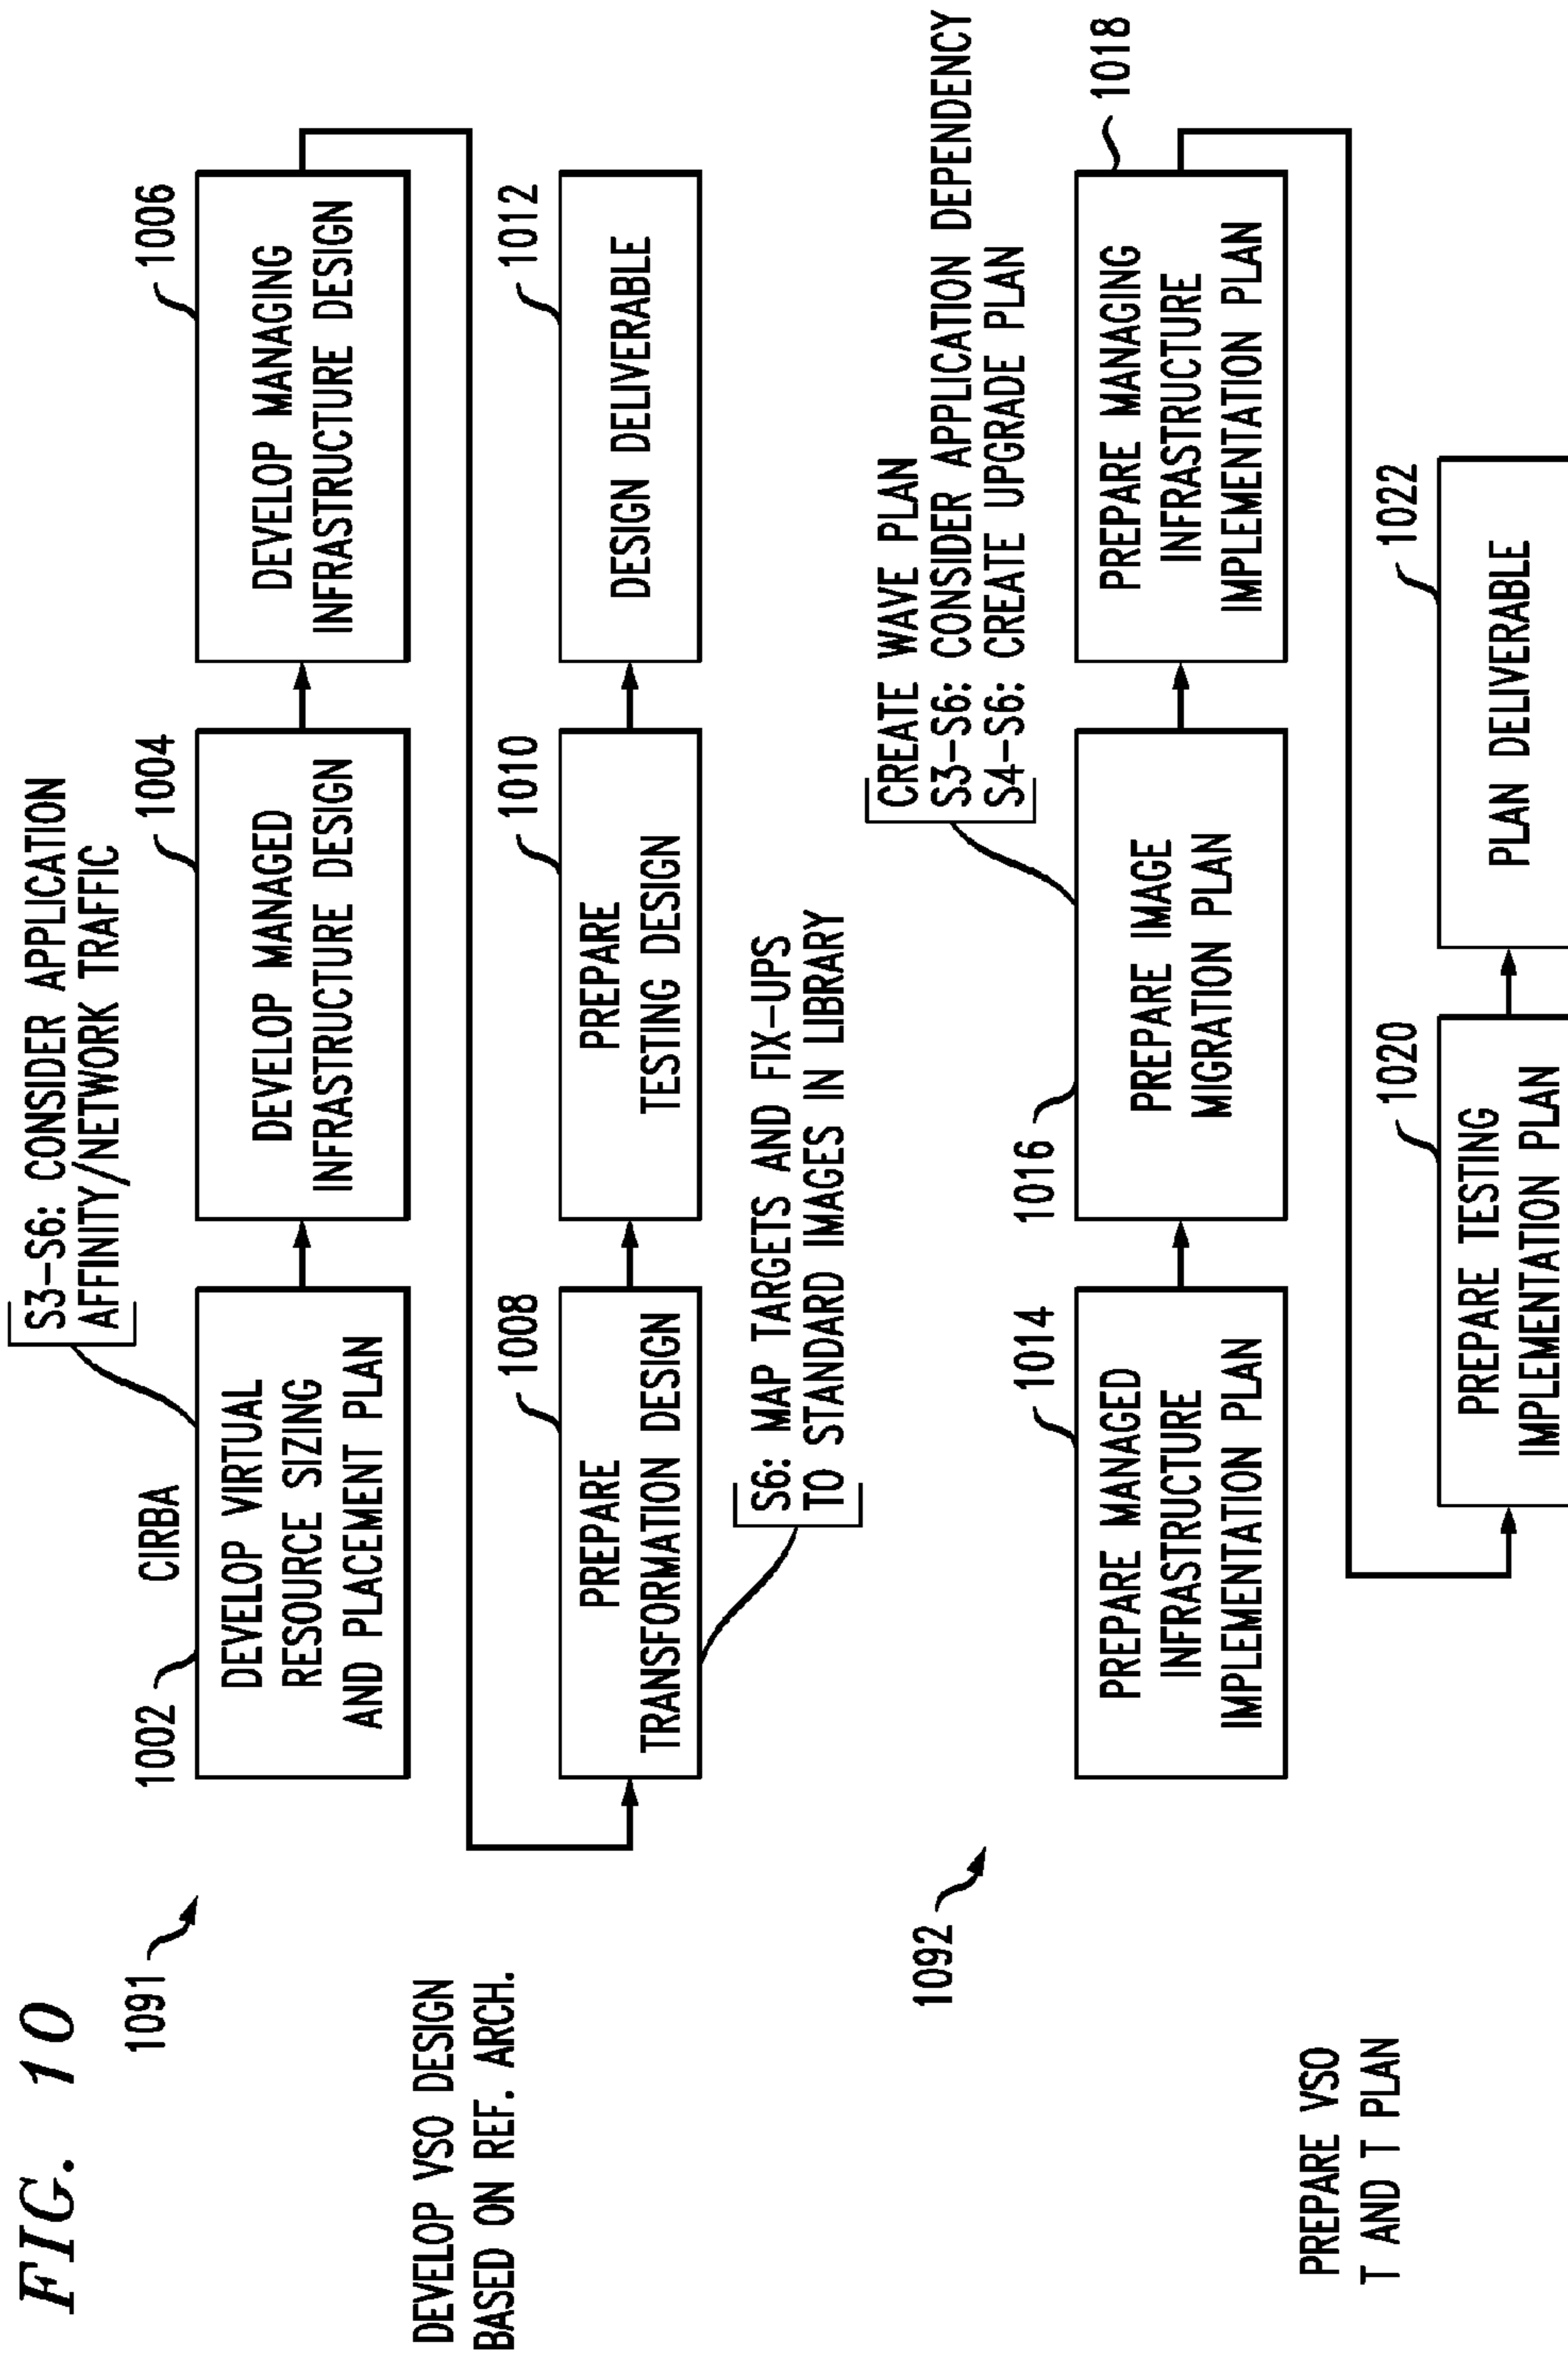 FIG. 10
1091
DEVELOP VSO DESIGN
BASED ON REF. ARCH.
S3-S6: CONSIDER APPLICATION
AFFINITY/NETWORK TRAFFIC
CIRBA
1002
DEVELOP VIRTUAL
RESOURCE SIZING
AND PLACEMENT PLAN
1004
DEVELOP MANAGED
INFRASTRUCTURE DESIGN
1006
DEVELOP MANAGING
INFRASTRUCTURE DESIGN
1008
PREPARE
TRANSFORMATION DESIGN
1010
PREPARE
TESTING DESIGN
1012
DESIGN DELIVERABLE
S6: MAP TARGETS AND FIX-UPS
TO STANDARD IMAGES IN LIBRARY
1092
PREPARE VSO
T AND T PLAN
CREATE WAVE PLAN
S3-S6: CONSIDER APPLICATION DEPENDENCY
S4-S6: CREATE UPGRADE PLAN
1014
PREPARE MANAGED
INFRASTRUCTURE
IMPLEMENTATION PLAN
1016
PREPARE IMAGE
MIGRATION PLAN
1018
PREPARE MANAGING
INFRASTRUCTURE
IMPLEMENTATION PLAN
1020
PREPARE TESTING
IMPLEMENTATION PLAN
1022
PLAN DELIVERABLE